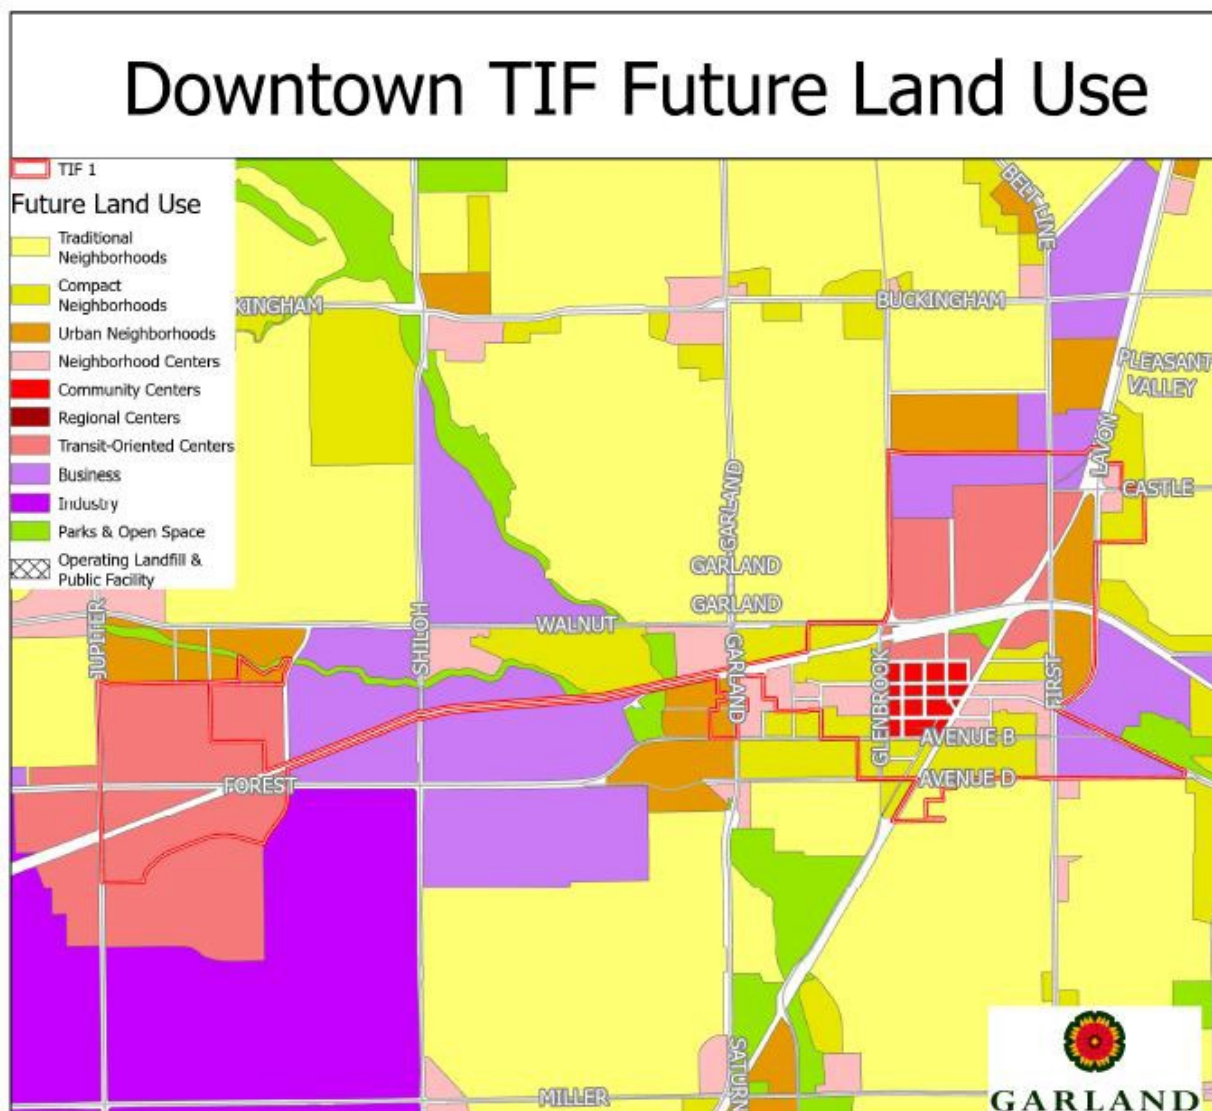 Downtown TIF Future Land Use
TIF 1
Future Land Use
Traditional
Neighborhoods
Compact
Neighborhoods
Urban Neighborhoods
Neighborhood Centers
Community Centers
Regional Centers
Transit-Oriented Centers
Business
Industry
Parks & Open Space
Operating Landfill &
Public Facility
BELT LINE
KINGHAM
BUCKINGHAM
PLEASANT
VALLEY
LAVON
CASTLE
GARLAND
GARLAND
GARLAND
GARLAND
WALNUT
JUPITER
SHILOH
GARLAND
GLENBROOK
FIRST
AVENUE B
AVENUE D
FOREST
SATURN
MILLER
GARLAND